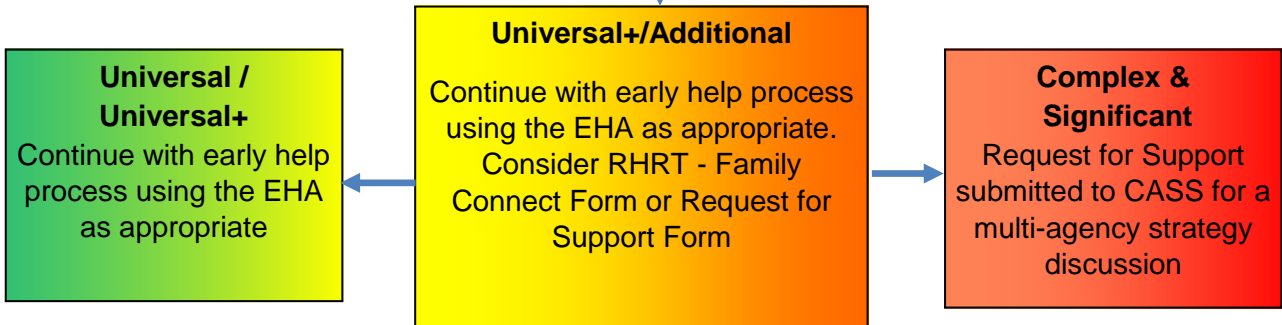 Universal /
Universal+
Continue with early help
process using the EHA
as appropriate
Universal+/Additional
Continue with early help process
using the EHA as appropriate.
Consider RHRT - Family
Connect Form or Request for
Support Form
Complex &
Significant
Request for Support
submitted to CASS for a
multi-agency strategy
discussion